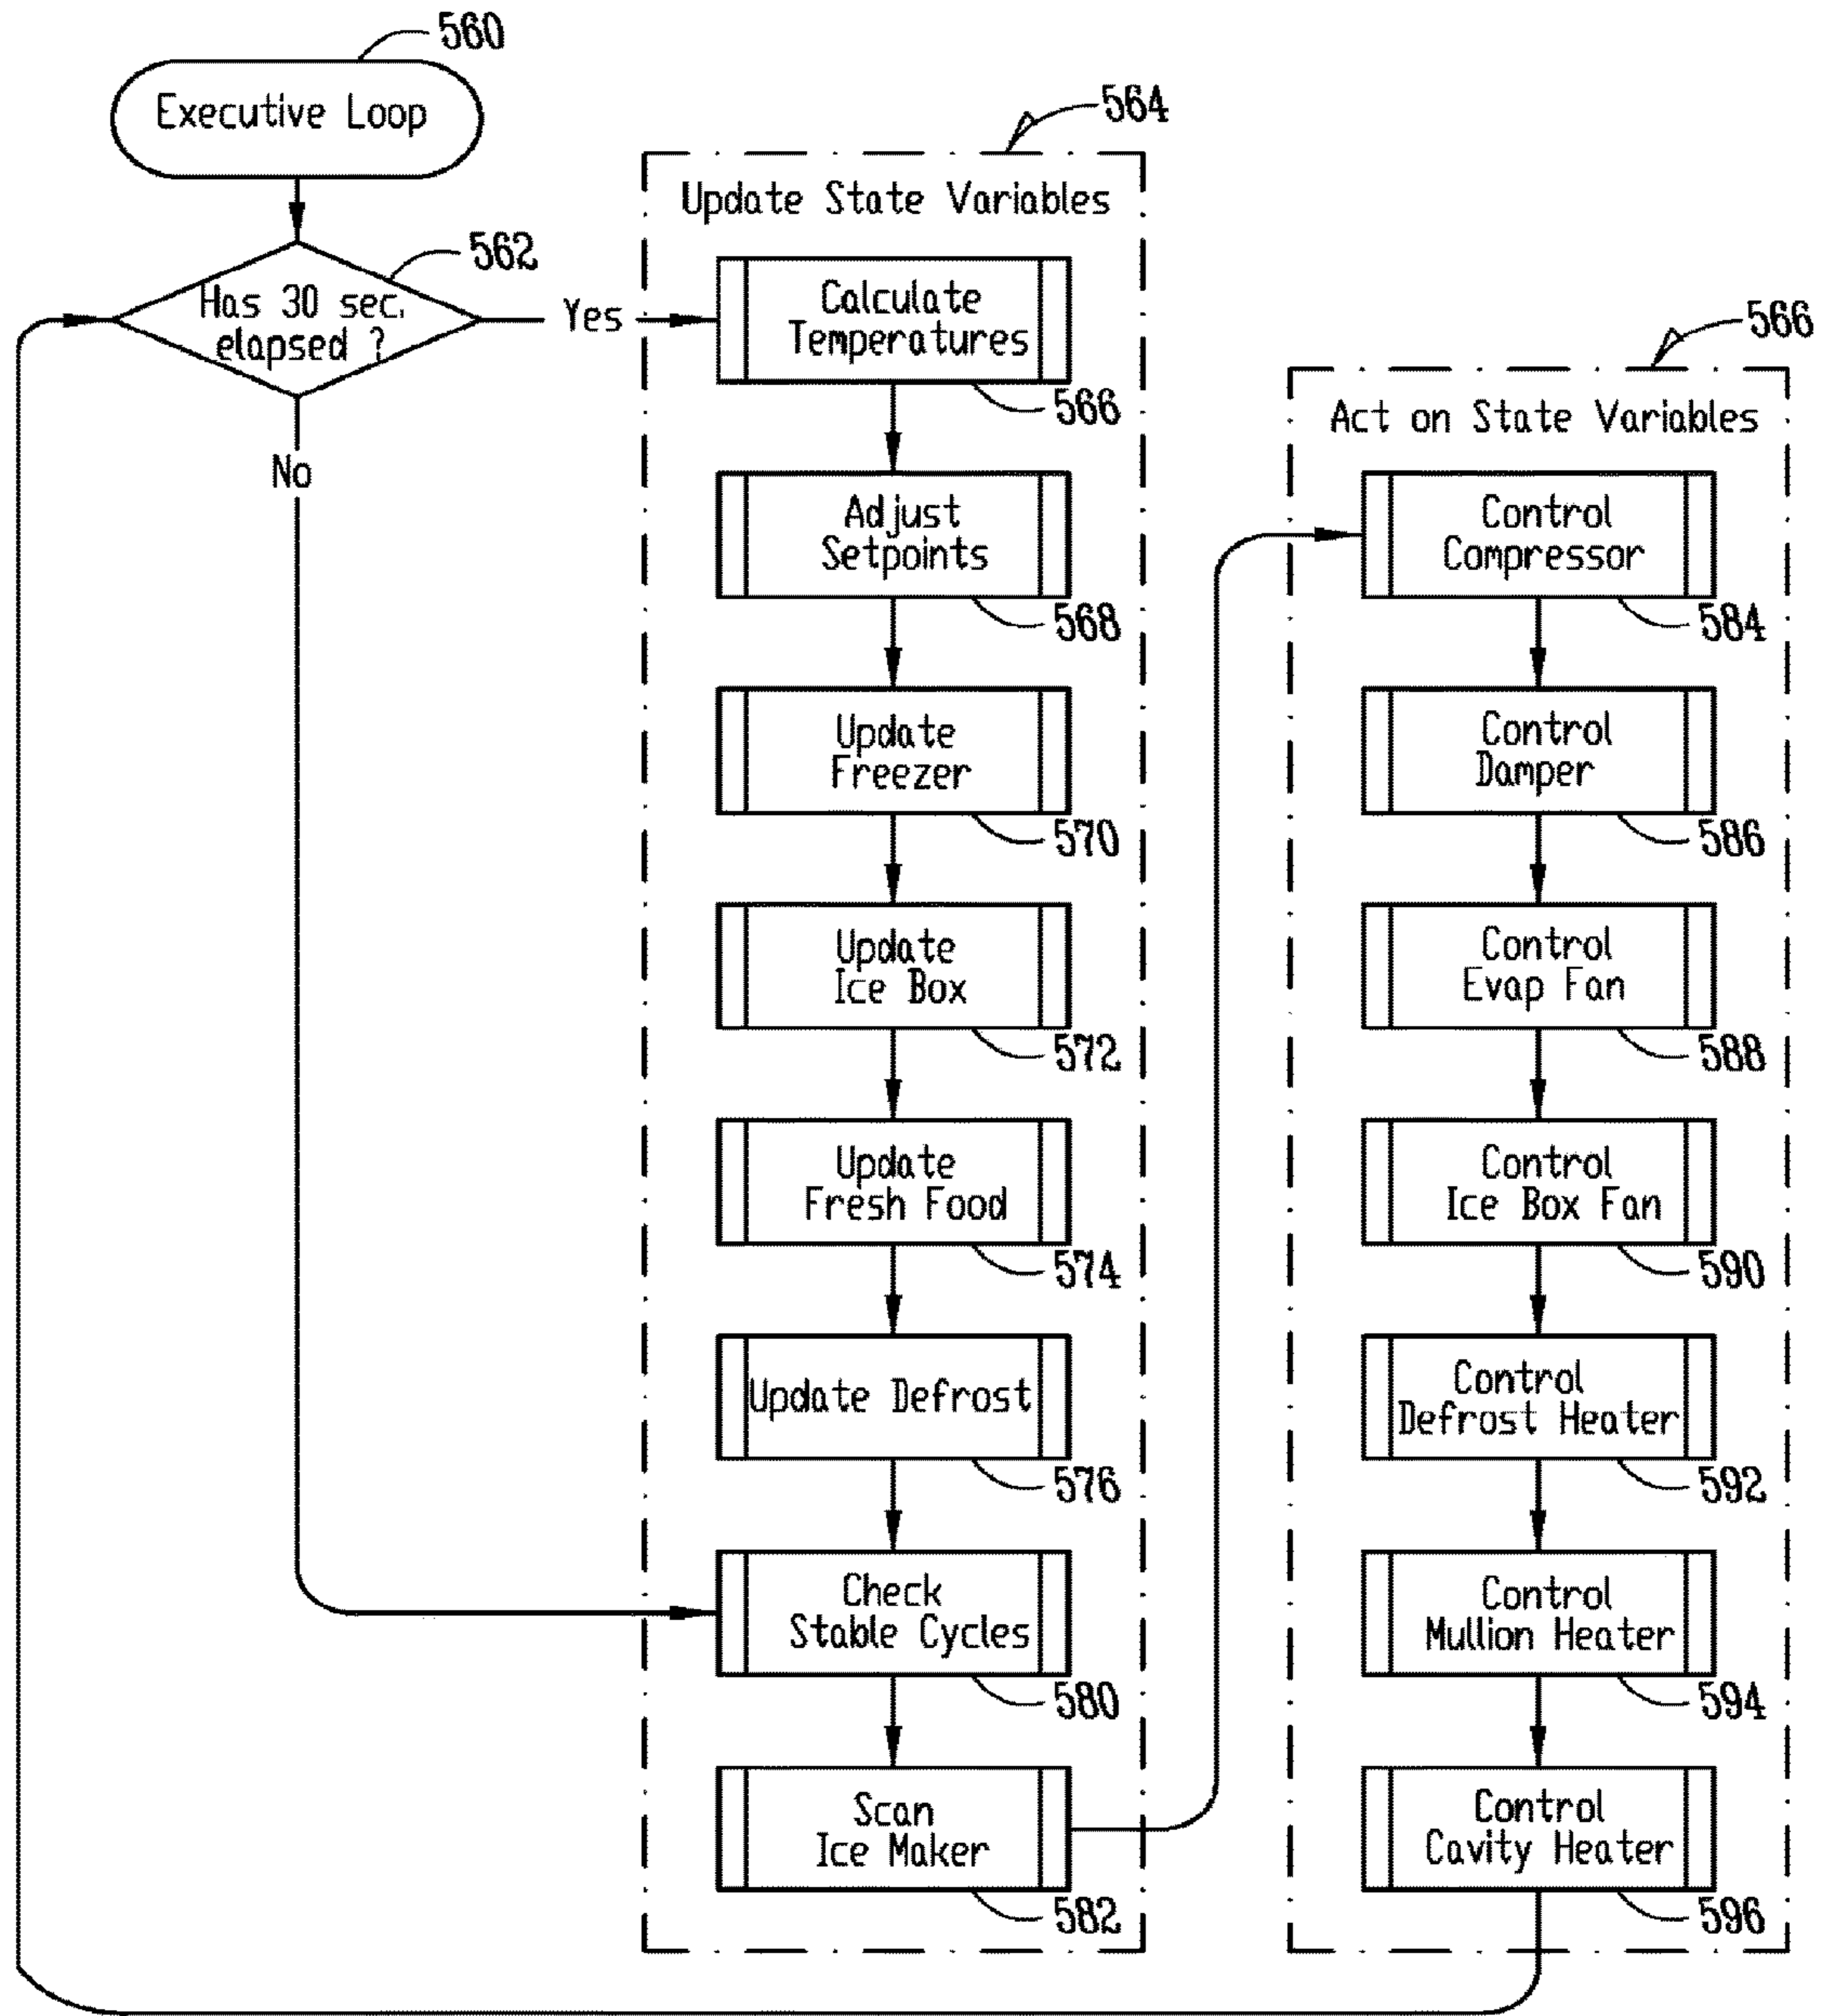 560
Executive Loop
562
Has 30 sec.
elapsed ?
Yes
No
564
Update State Variables
Calculate
Temperatures
566
Adjust
Setpoints
568
Update
Freezer
570
Update
Ice Box
572
Update
Fresh Food
574
Update Defrost
576
Check
Stable Cycles
580
Scan
Ice Maker
582
566
Act on State Variables
Control
Compressor
584
Control
Damper
586
Control
Evap Fan
588
Control
Ice Box Fan
590
Control
Defrost Heater
592
Control
Mullion Heater
594
Control
Cavity Heater
596